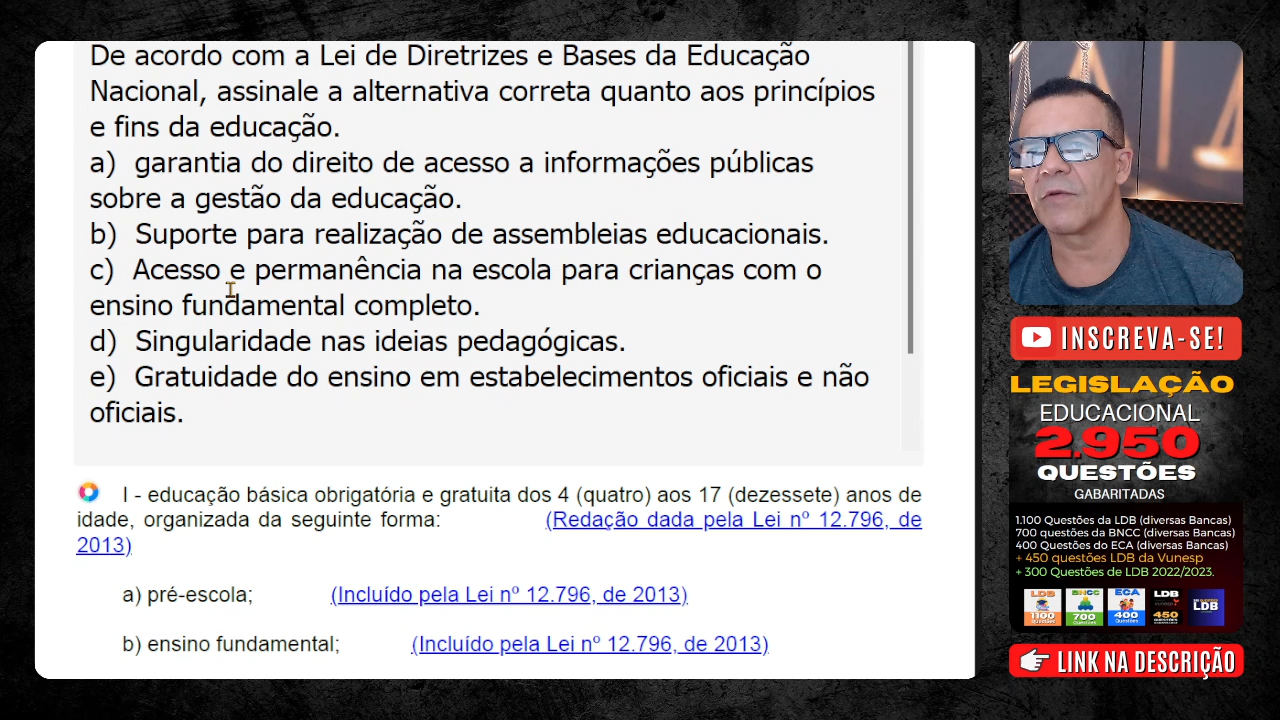 De acordo com a Lei de Diretrizes e Bases da Educação
Nacional, assinale a alternativa correta quanto aos princípios
e fins da educação.
a) garantia do direito de acesso a informações públicas
sobre a gestão da educação.
b) Suporte para realização de assembleias educacionais.
c) Acesso e permanência na escola para crianças com o
ensino fundamental completo.
d) Singularidade nas ideias pedagógicas.
e) Gratuidade do ensino em estabelecimentos oficiais e não
oficiais.
I - educação básica obrigatória e gratuita dos 4 (quatro) aos 17 (dezessete) anos de
idade, organizada da seguinte forma: (Redação dada pela Lei nº 12.796, de
2013)
a) pré-escola; (Incluído pela Lei nº 12.796, de 2013)
b) ensino fundamental; (Incluído pela Lei nº 12.796, de 2013)
INSCREVA-SE!
LEGISLAÇÃO
EDUCACIONAL
2.950
QUESTÕES
GABARITADAS
1.100 Questões da LDB (diversas Bancas)
700 questões da BNCC (diversas Bancas)
400 Questões do ECA (diversas Bancas)
+ 450 questões LDB da Vunesp
+ 300 Questões de LDB 2022/2023.
LDB
1100
Questões
BNCC
700
Questões
ECA
400
Questões
LDB
450
LDB
LINK NA DESCRIÇÃO